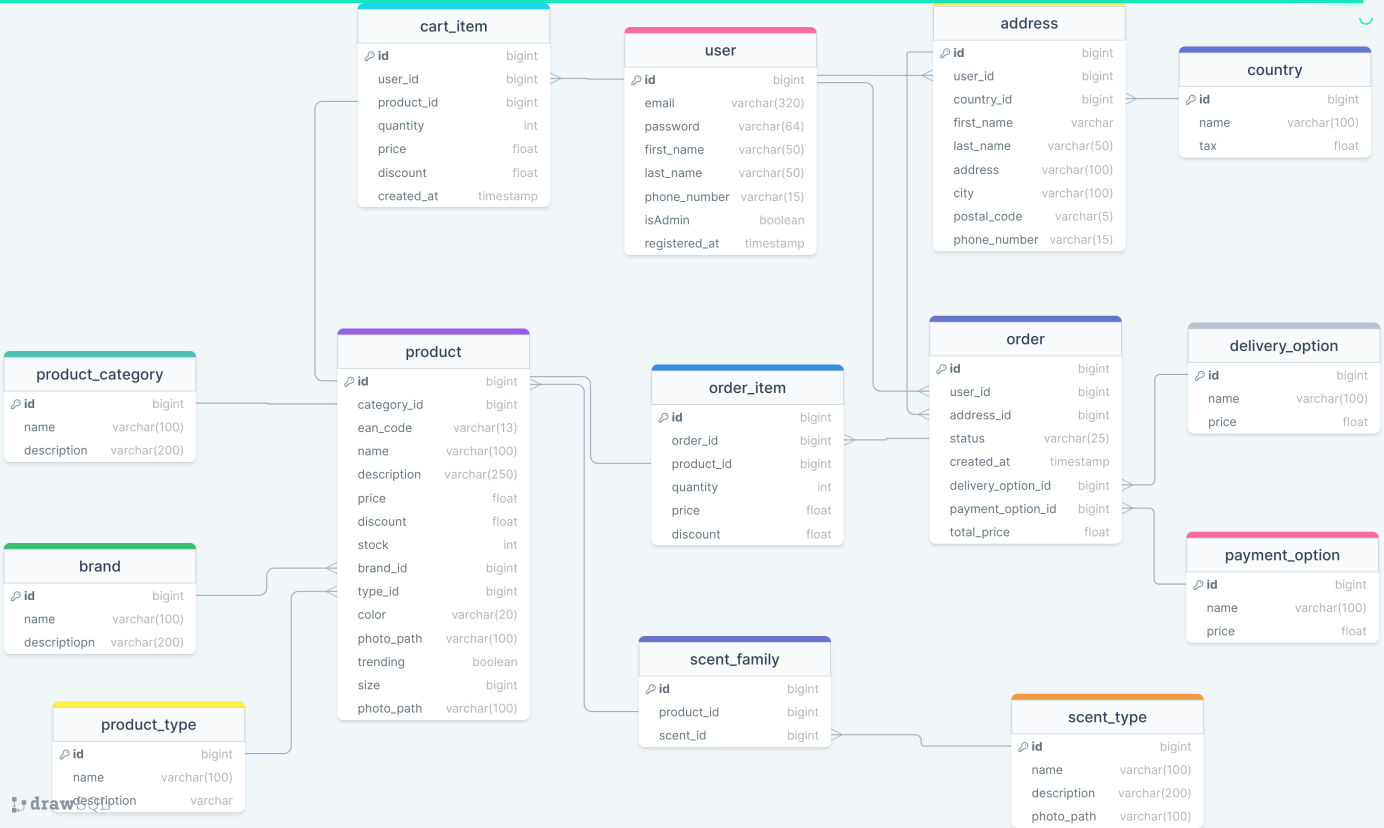 cart_item
id bigint
user_id bigint
product_id bigint
quantity int
price float
discount float
created_at timestamp
user
id bigint
email varchar(320)
password varchar(64)
first_name varchar(50)
last_name varchar(50)
phone_number varchar(15)
isAdmin boolean
registered_at timestamp
address
id bigint
user_id bigint
country_id bigint
first_name varchar
last_name varchar(50)
address varchar(100)
city varchar(100)
postal_code varchar(5)
phone_number varchar(15)
country
id bigint
name varchar(100)
tax float
product_category
id bigint
name varchar(100)
description varchar(200)
product
id bigint
category_id bigint
ean_code varchar(13)
name varchar(100)
description varchar(250)
price float
discount float
stock int
brand_id bigint
type_id bigint
color varchar(20)
photo_path varchar(100)
trending boolean
size bigint
photo_path varchar(100)
order_item
id bigint
order_id bigint
product_id bigint
quantity int
price float
discount float
order
id bigint
user_id bigint
address_id bigint
status varchar(25)
created_at timestamp
delivery_option_id bigint
payment_option_id bigint
total_price float
delivery_option
id bigint
name varchar(100)
price float
brand
id bigint
name varchar(100)
descriptiopn varchar(200)
payment_option
id bigint
name varchar(100)
price float
product_type
id bigint
name varchar(100)
description varchar
scent_family
id bigint
product_id bigint
scent_id bigint
scent_type
id bigint
name varchar(100)
description varchar(200)
photo_path varchar(100)
drawSQL